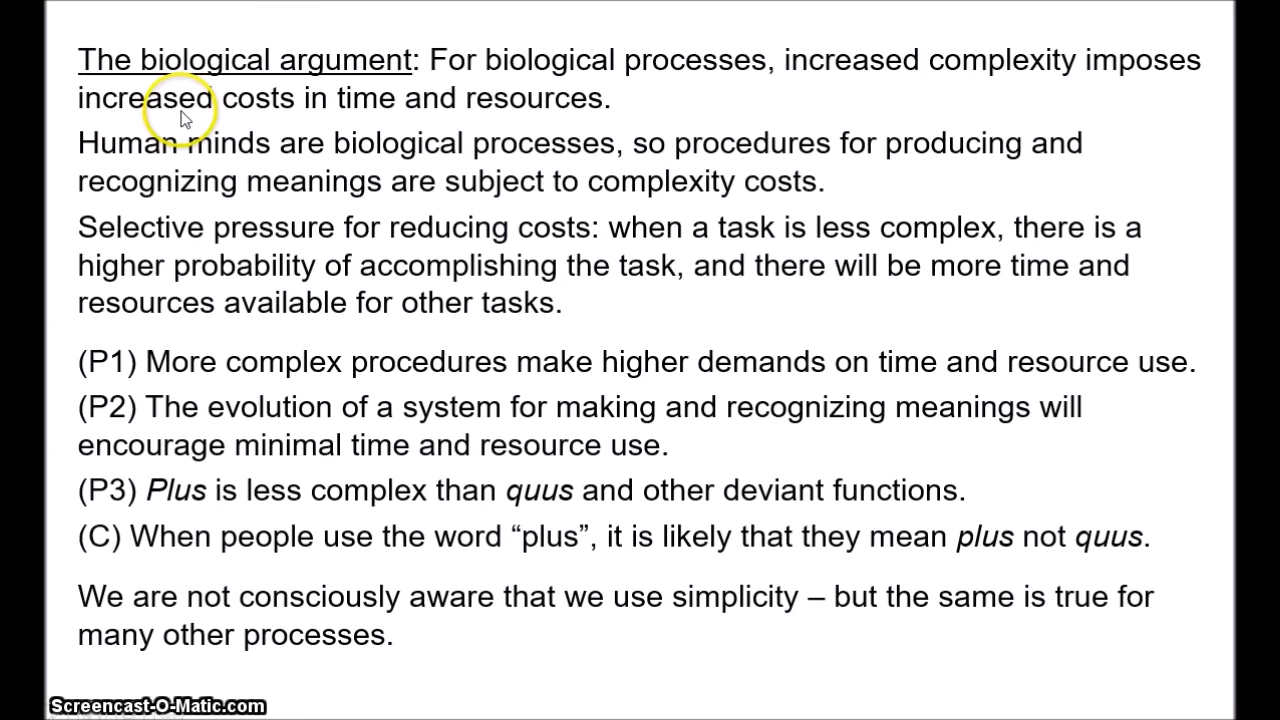 The biological argument: For biological processes, increased complexity imposes
increased costs in time and resources.
Human minds are biological processes, so procedures for producing and
recognizing meanings are subject to complexity costs.
Selective pressure for reducing costs: when a task is less complex, there is a
higher probability of accomplishing the task, and there will be more time and
resources available for other tasks.
(P1) More complex procedures make higher demands on time and resource use.
(P2) The evolution of a system for making and recognizing meanings will
encourage minimal time and resource use.
(P3) Plus is less complex than quus and other deviant functions.
(C) When people use the word “plus”, it is likely that they mean plus not quus.
We are not consciously aware that we use simplicity – but the same is true for
many other processes.
Screencast-O-Matic.com